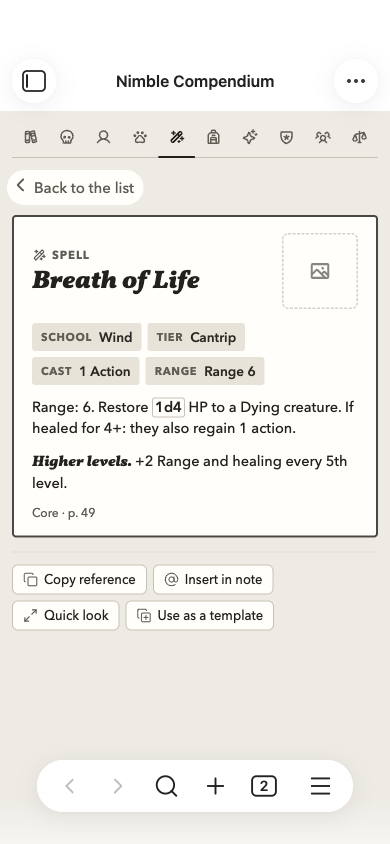 Nimble Compendium
Back to the list
SPELL
Breath of Life
SCHOOL Wind TIER Cantrip
CAST 1 Action RANGE Range 6
Range: 6. Restore 1d4 HP to a Dying creature. If
healed for 4+: they also regain 1 action.
Higher levels. +2 Range and healing every 5th
level.
Core · p. 49
Copy reference Insert in note
Quick look Use as a template
2